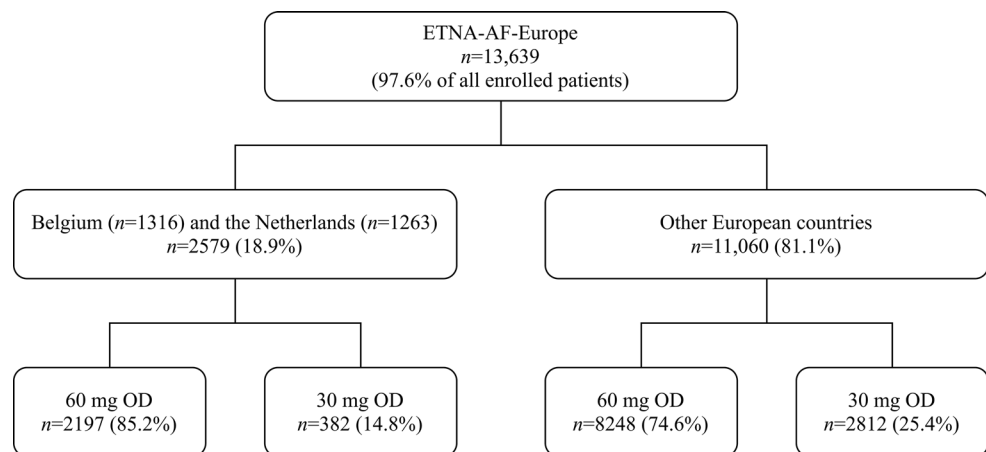 ETNA-AF-Europe
n=13,639
(97.6% of all enrolled patients)
Belgium (n=1316) and the Netherlands (n=1263)
n=2579 (18.9%)
Other European countries
n=11,060 (81.1%)
60 mg OD
n=2197 (85.2%)
30 mg OD
n=382 (14.8%)
60 mg OD
n=8248 (74.6%)
30 mg OD
n=2812 (25.4%)